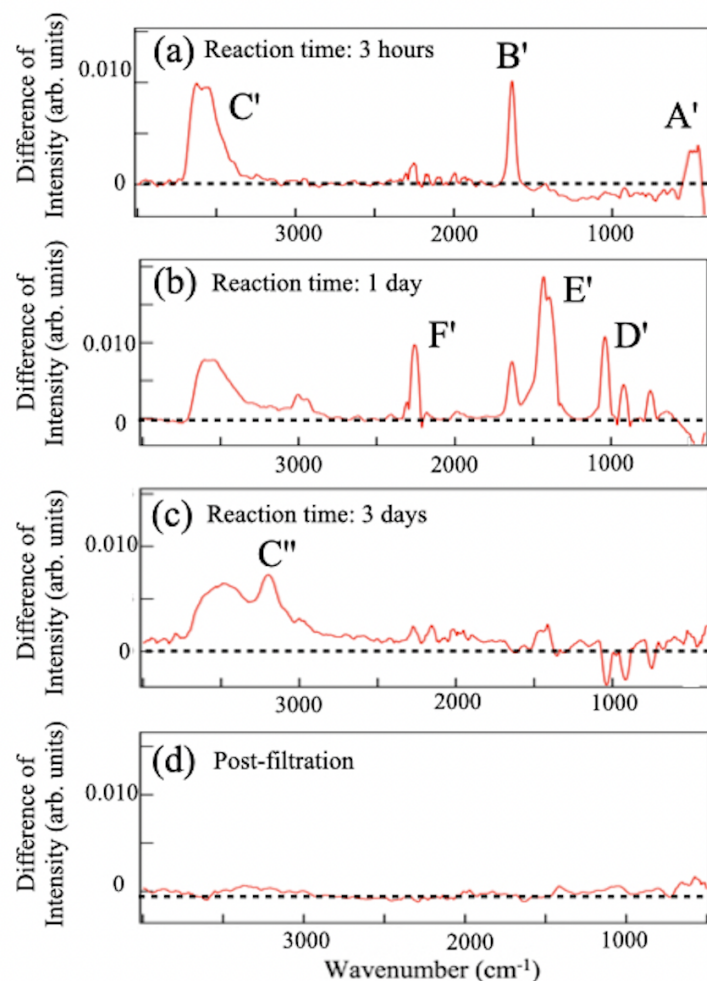 (a) Reaction time: 3 hours
Difference of
Intensity (arb. units)
0.010
0
C'
B'
A'
3000 2000 1000
(b) Reaction time: 1 day
Difference of
Intensity (arb. units)
0.010
0
F'
E'
D'
3000 2000 1000
(c) Reaction time: 3 days
Difference of
Intensity (arb. units)
0.010
0
C"
3000 2000 1000
(d) Post-filtration
Difference of
Intensity (arb. units)
0.010
0
3000 2000 1000
Wavenumber (cm⁻¹)